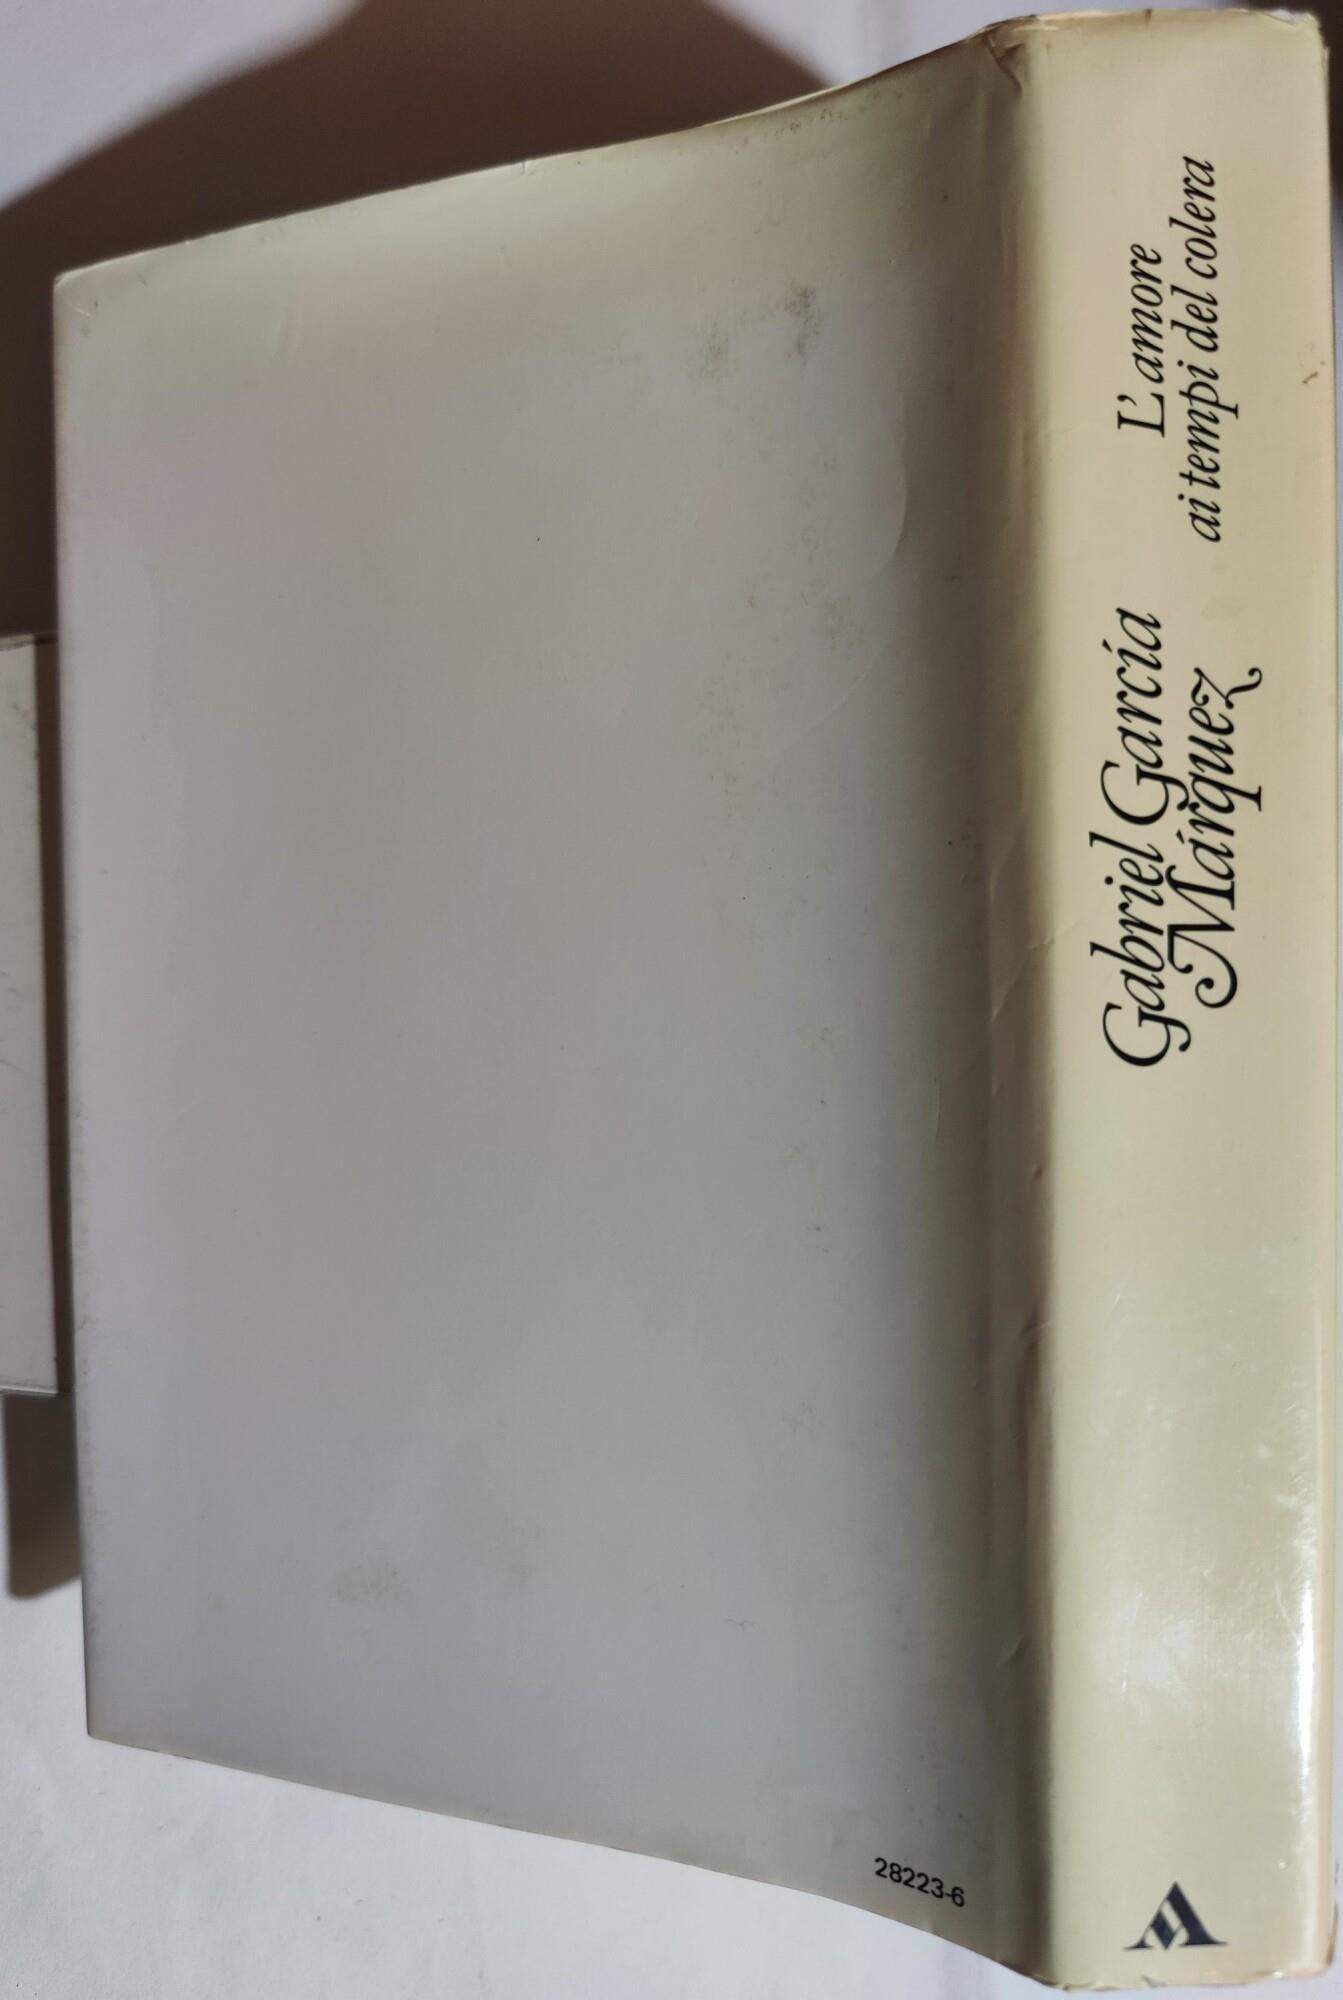 L'amore
ai tempi del colera
Gabriel García
Márquez
28223-6